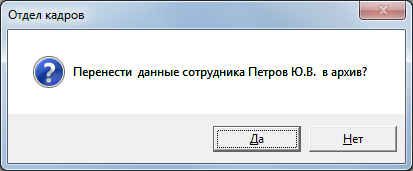 Отдел кадров
Перенести данные сотрудника Петров Ю.В. в архив?
Да
Нет